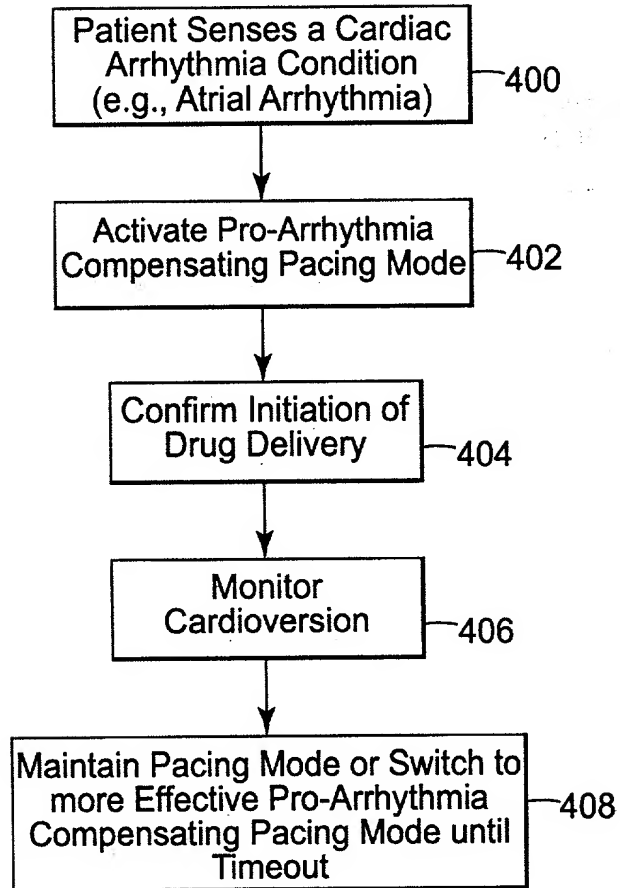 Patient Senses a Cardiac
Arrhythmia Condition
(e.g., Atrial Arrhythmia)
400
Activate Pro-Arrhythmia
Compensating Pacing Mode
402
Confirm Initiation of
Drug Delivery
404
Monitor
Cardioversion
406
Maintain Pacing Mode or Switch to
more Effective Pro-Arrhythmia
Compensating Pacing Mode until
Timeout
408